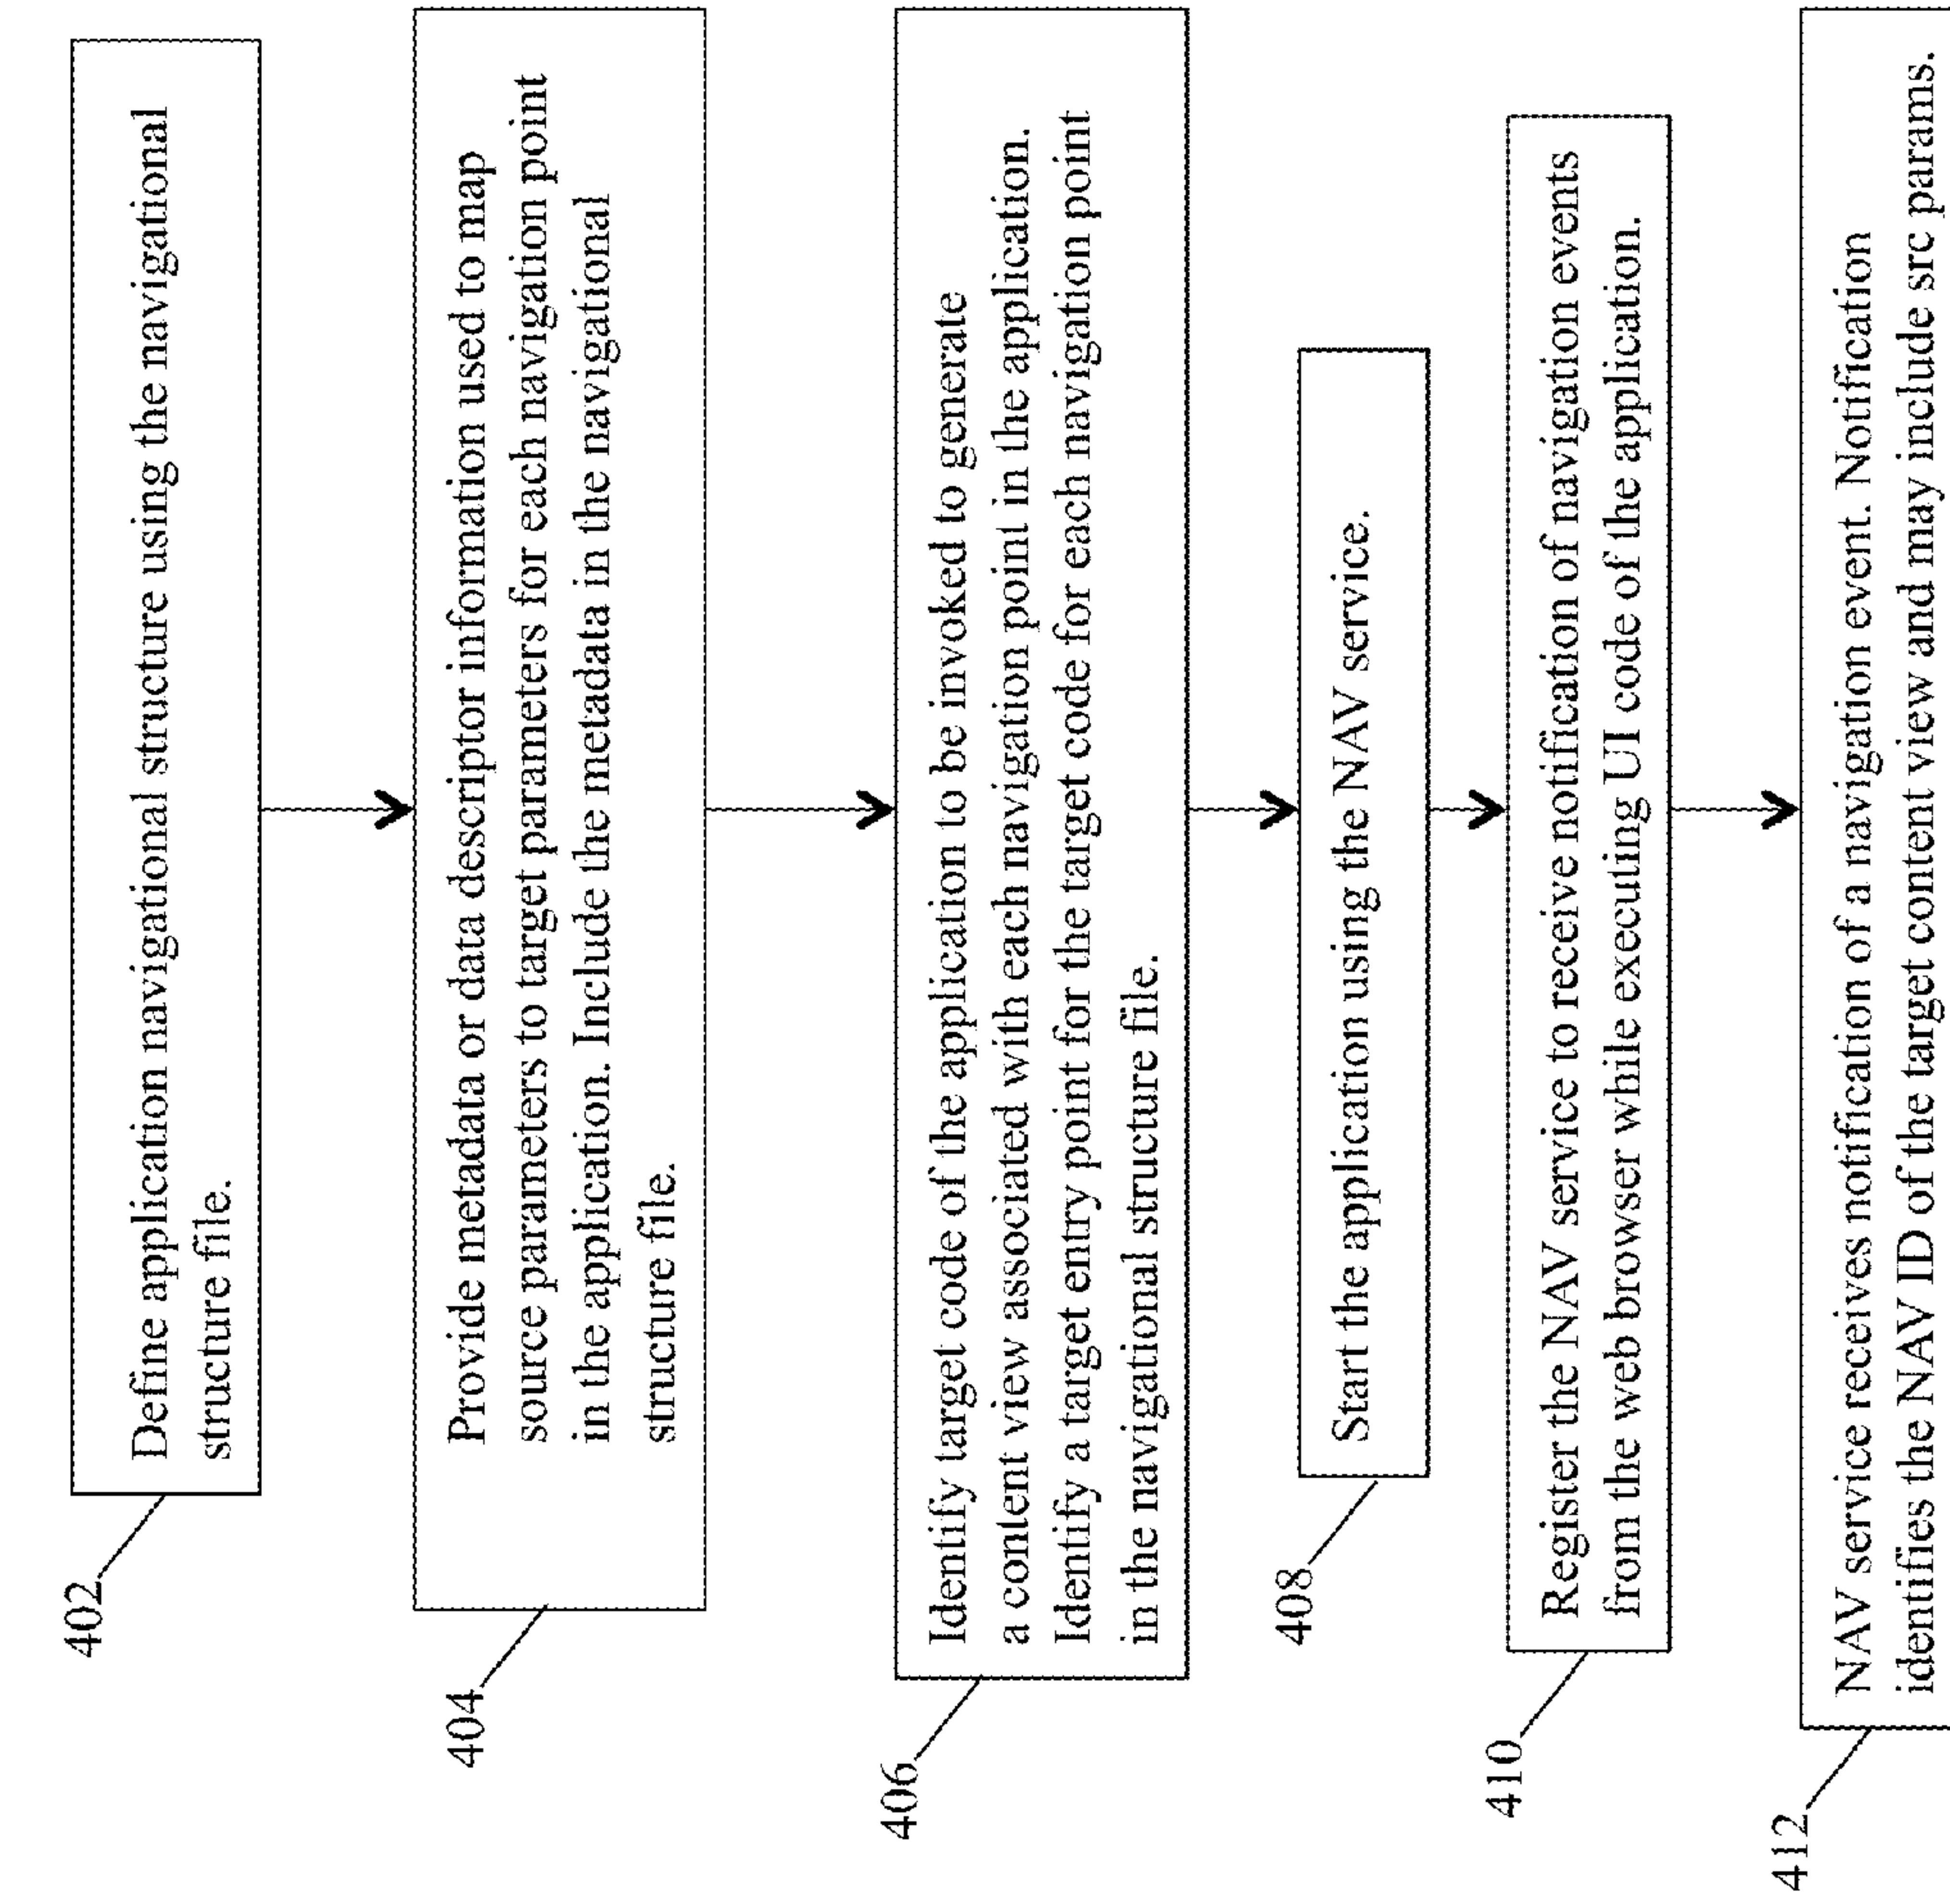 402
Define application navigational structure using the navigational
structure file.
404
Provide metadata or data descriptor information used to map
source parameters to target parameters for each navigation point
in the application. Include the metadata in the navigational
structure file.
406
Identify target code of the application to be invoked to generate
a content view associated with each navigation point in the application.
Identify a target entry point for the target code for each navigation point
in the navigational structure file.
408
Start the application using the NAV service.
410
Register the NAV service to receive notification of navigation events
from the web browser while executing UI code of the application.
412
NAV service receives notification of a navigation event. Notification
identifies the NAV ID of the target content view and may include src params.